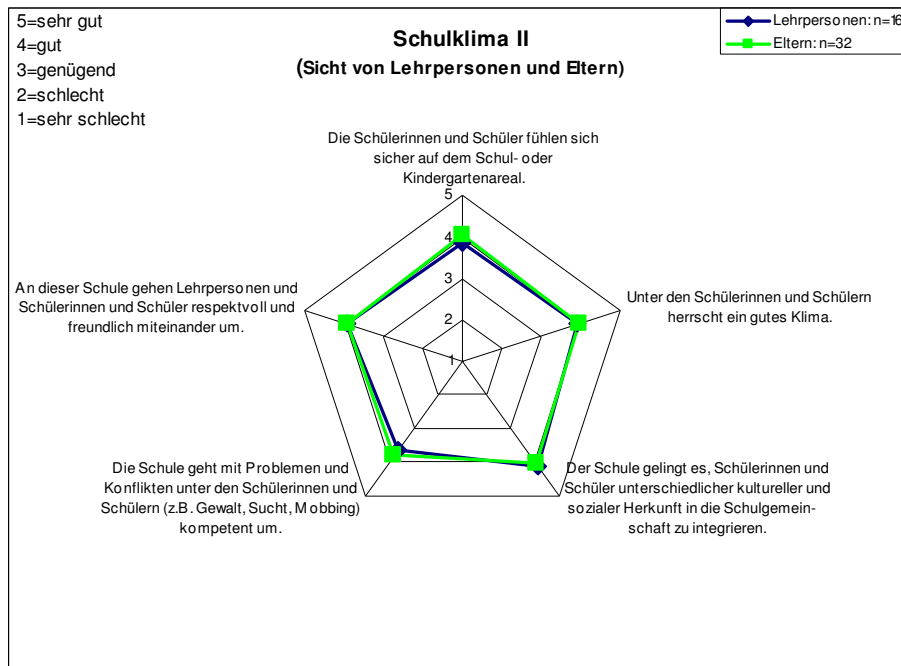 5=sehr gut
4=gut
3=genügend
2=schlecht
1=sehr schlecht
Schulklima II
(Sicht von Lehrpersonen und Eltern)
Lehrpersonen: n=16
Eltern: n=32
Die Schülerinnen und Schüler fühlen sich
sicher auf dem Schul- oder
Kindergartenareal.
5
4
3
2
1
An dieser Schule gehen Lehrpersonen und
Schülerinnen und Schüler respektvoll und
freundlich miteinander um.
Unter den Schülerinnen und Schülern
herrscht ein gutes Klima.
Die Schule geht mit Problemen und
Konflikten unter den Schülerinnen und
Schülern (z.B. Gewalt, Sucht, Mobbing)
kompetent um.
Der Schule gelingt es, Schülerinnen und
Schüler unterschiedlicher kultureller und
sozialer Herkunft in die Schulgemein-
schaft zu integrieren.